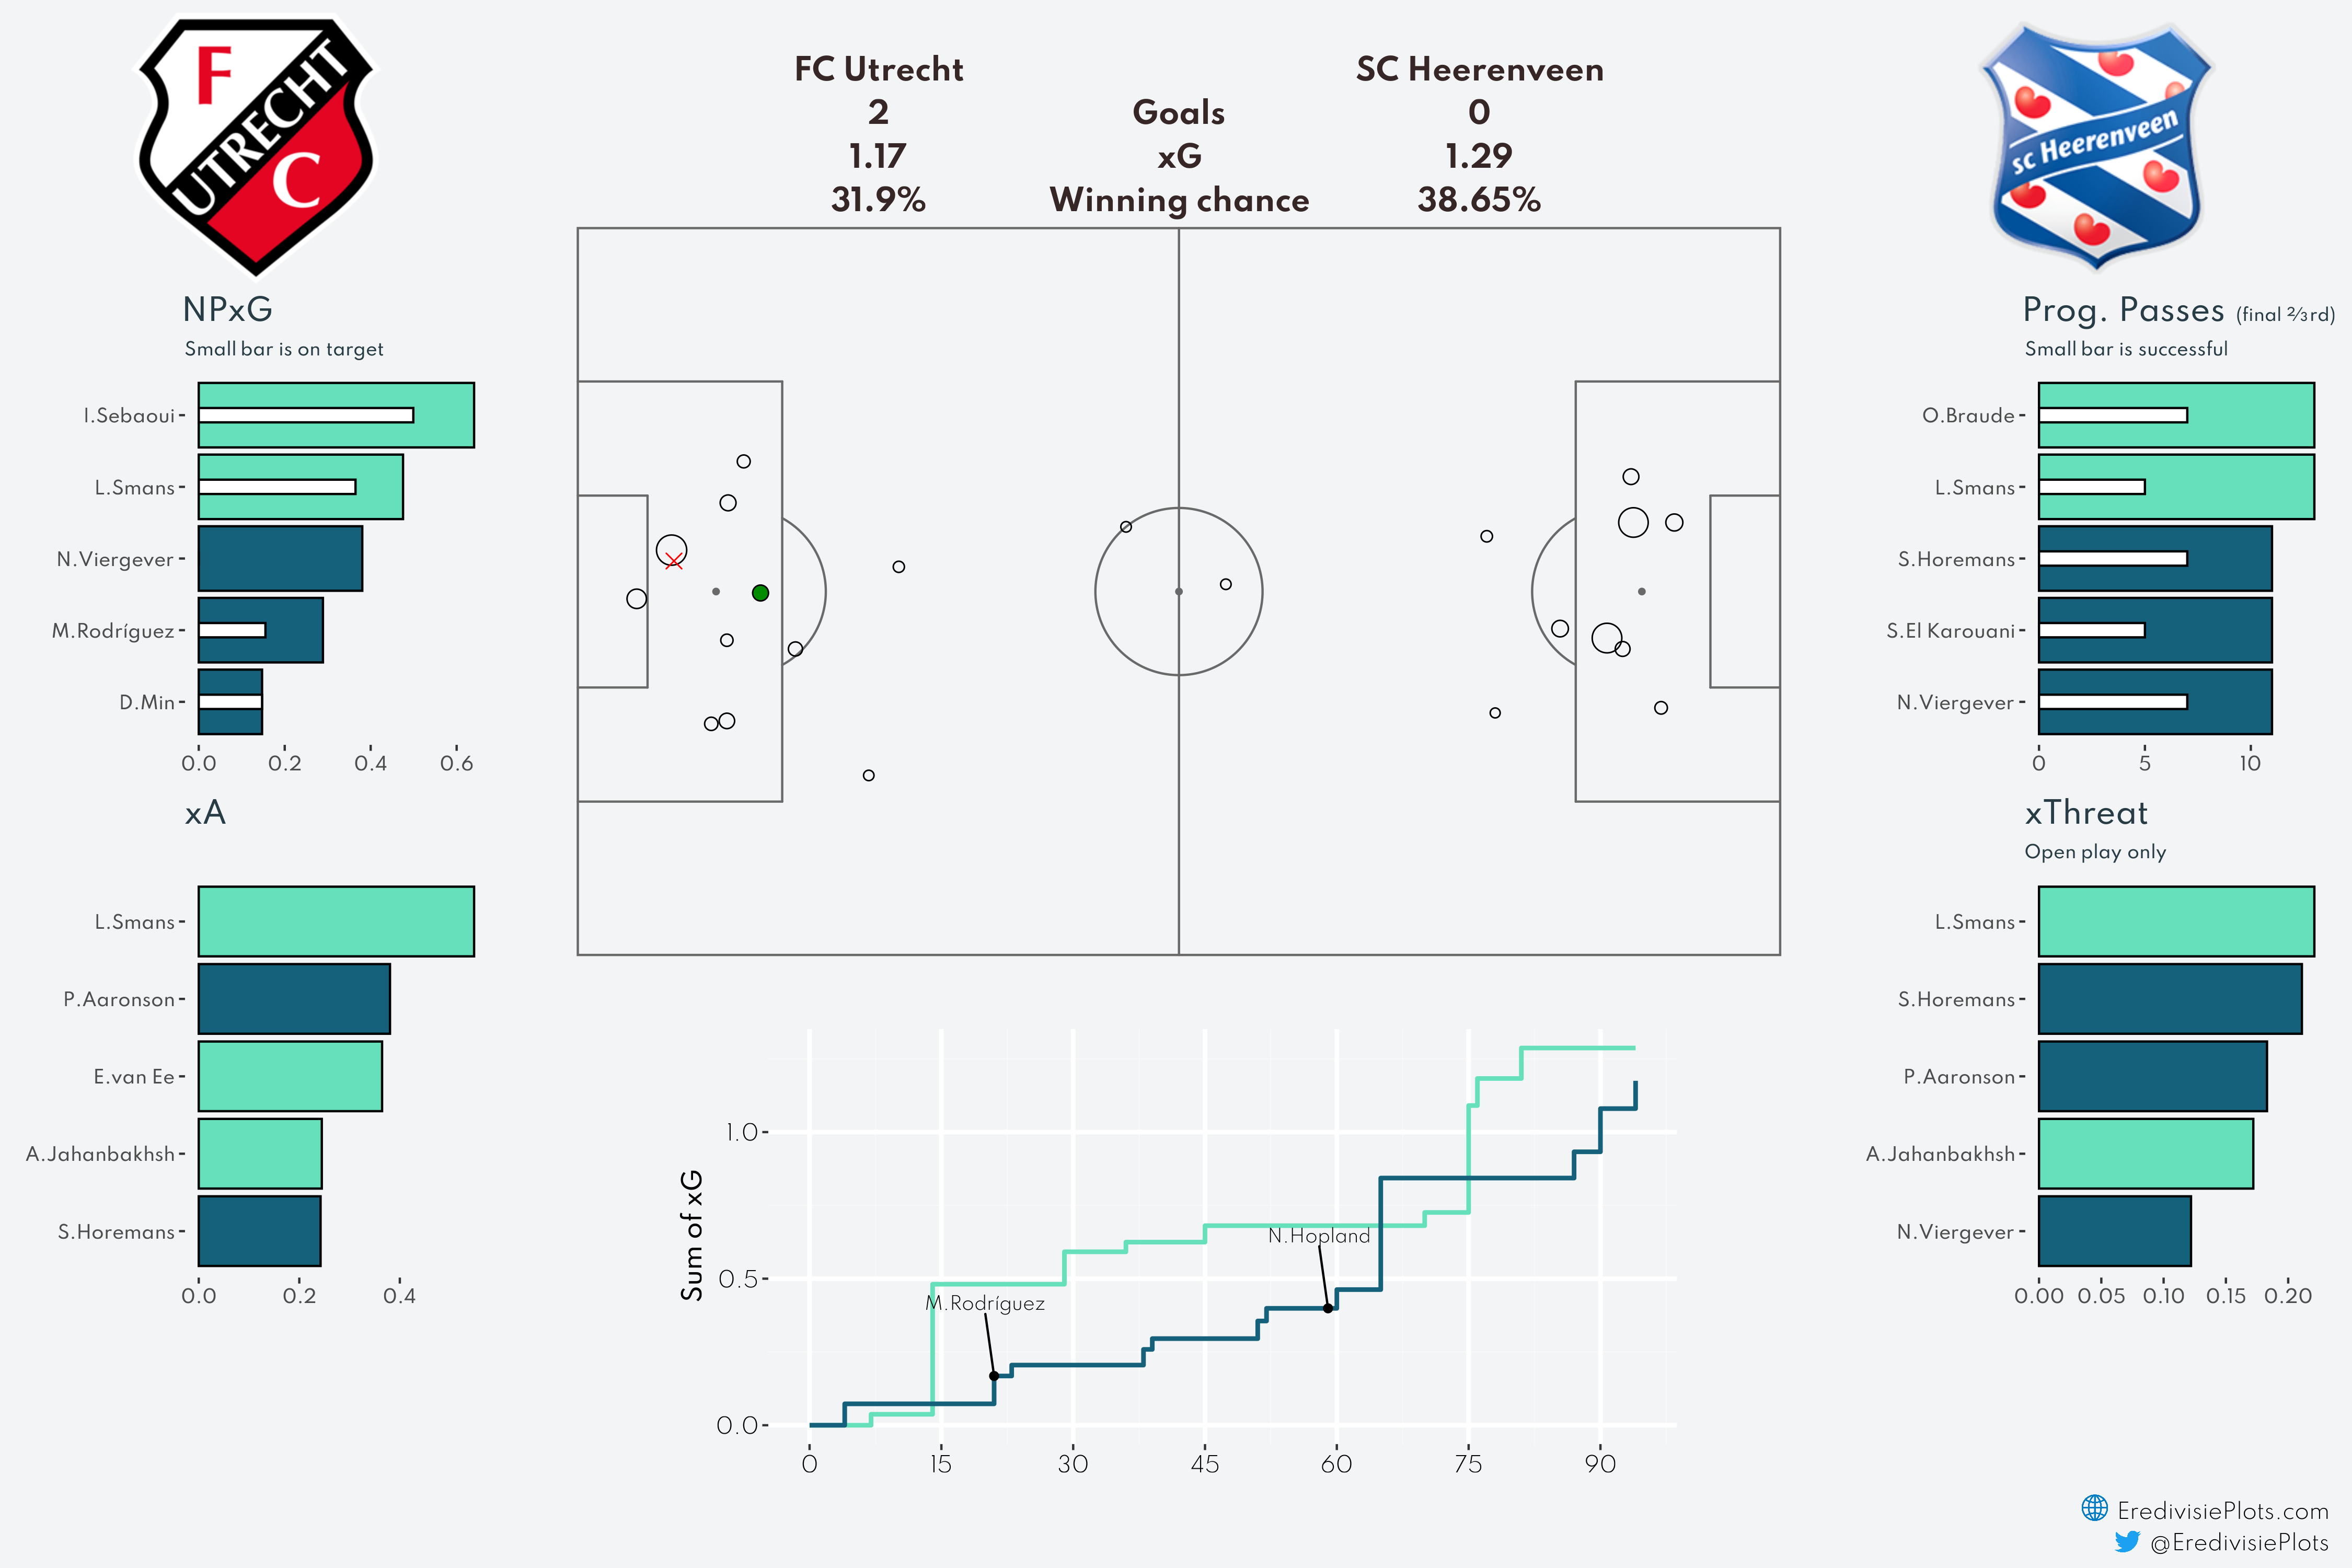 F
UTRECHT
C
FC Utrecht SC Heerenveen
2 Goals 0
1.17 xG 1.29
31.9% Winning chance 38.65%
sc Heerenveen
NPxG
Small bar is on target
I.Sebaoui
L.Smans
N.Viergever
M.Rodríguez
D.Min
0.0 0.2 0.4 0.6
xA
L.Smans
P.Aaronson
E.van Ee
A.Jahanbakhsh
S.Horemans
0.0 0.2 0.4
Sum of xG
1.0
0.5
0.0
N.Hopland
M.Rodríguez
0 15 30 45 60 75 90
Prog. Passes (final ⅔rd)
Small bar is successful
O.Braude
L.Smans
S.Horemans
S.El Karouani
N.Viergever
0 5 10
xThreat
Open play only
L.Smans
S.Horemans
P.Aaronson
A.Jahanbakhsh
N.Viergever
0.00 0.05 0.10 0.15 0.20
EredivisiePlots.com
@EredivisiePlots